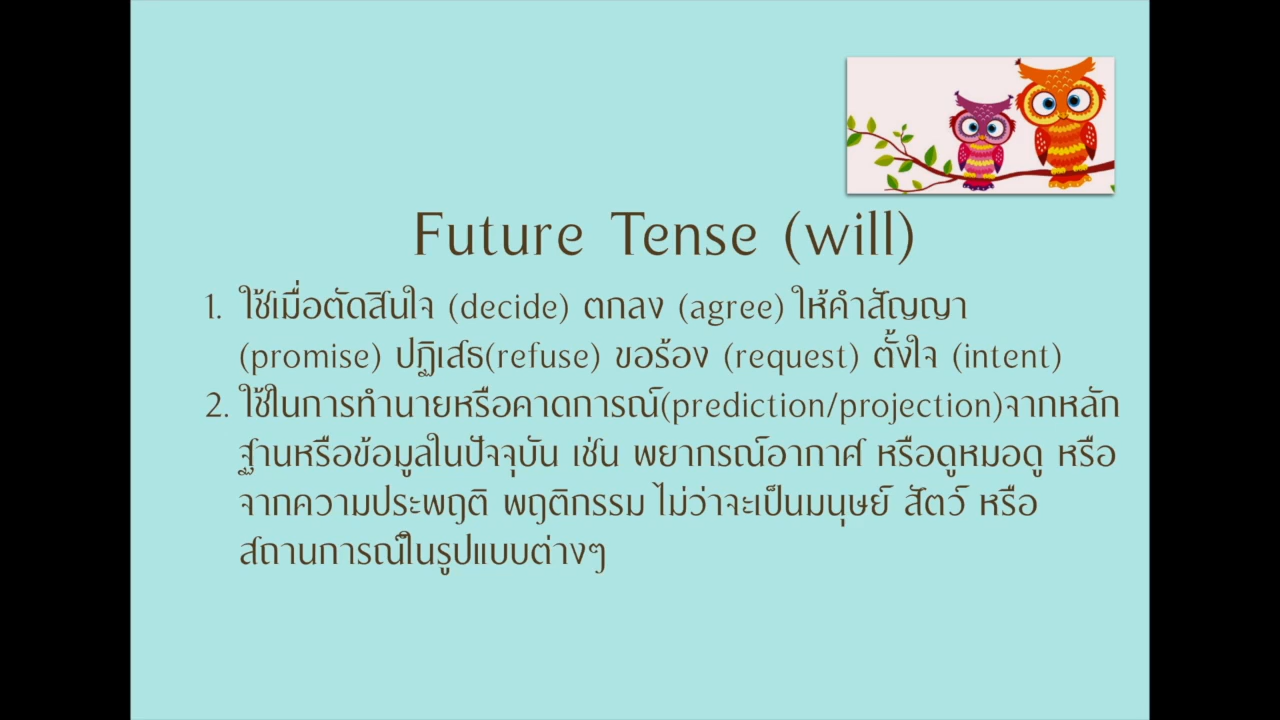 Future Tense (will)
1. ใช้เมื่อตัดสินใจ (decide) ตกลง (agree) ให้คำสัญญา
(promise) ปฏิเสธ(refuse) ขอร้อง (request) ตั้งใจ (intent)
2. ใช้ในการทำนายหรือคาดการณ์(prediction/projection)จากหลัก
ฐานหรือข้อมูลในปัจจุบัน เช่น พยากรณ์อากาศ หรือดูหมอดู หรือ
จากความประพฤติ พฤติกรรม ไม่ว่าจะเป็นมนุษย์ สัตว์ หรือ
สถานการณ์ในรูปแบบต่างๆ